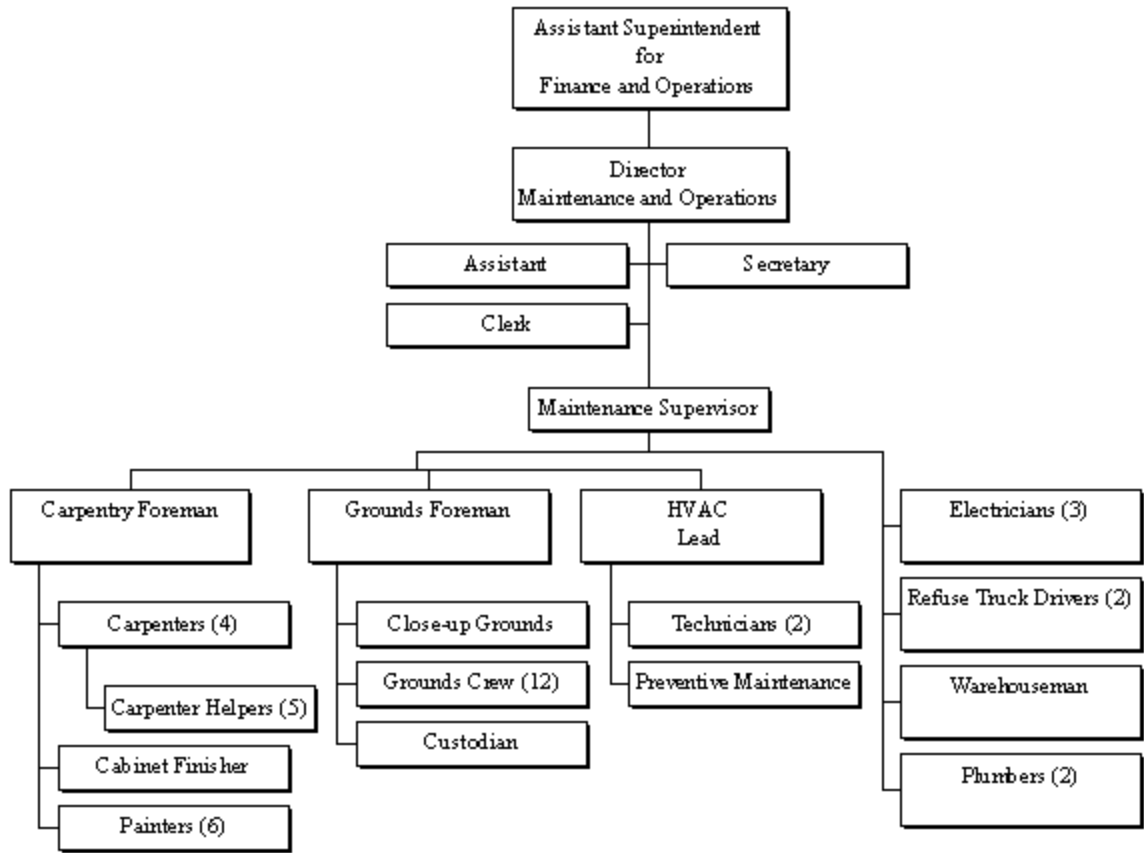 Assistant Superintendent
for
Finance and Operations
Director
Maintenance and Operations
Assistant
Secretary
Clerk
Maintenance Supervisor
Carpentry Foreman
Carpenters (4)
Carpenter Helpers (5)
Cabinet Finisher
Painters (6)
Grounds Foreman
Close-up Grounds
Grounds Crew (12)
Custodian
HVAC
Lead
Technicians (2)
Preventive Maintenance
Electricians (3)
Refuse Truck Drivers (2)
Warehouseman
Plumbers (2)